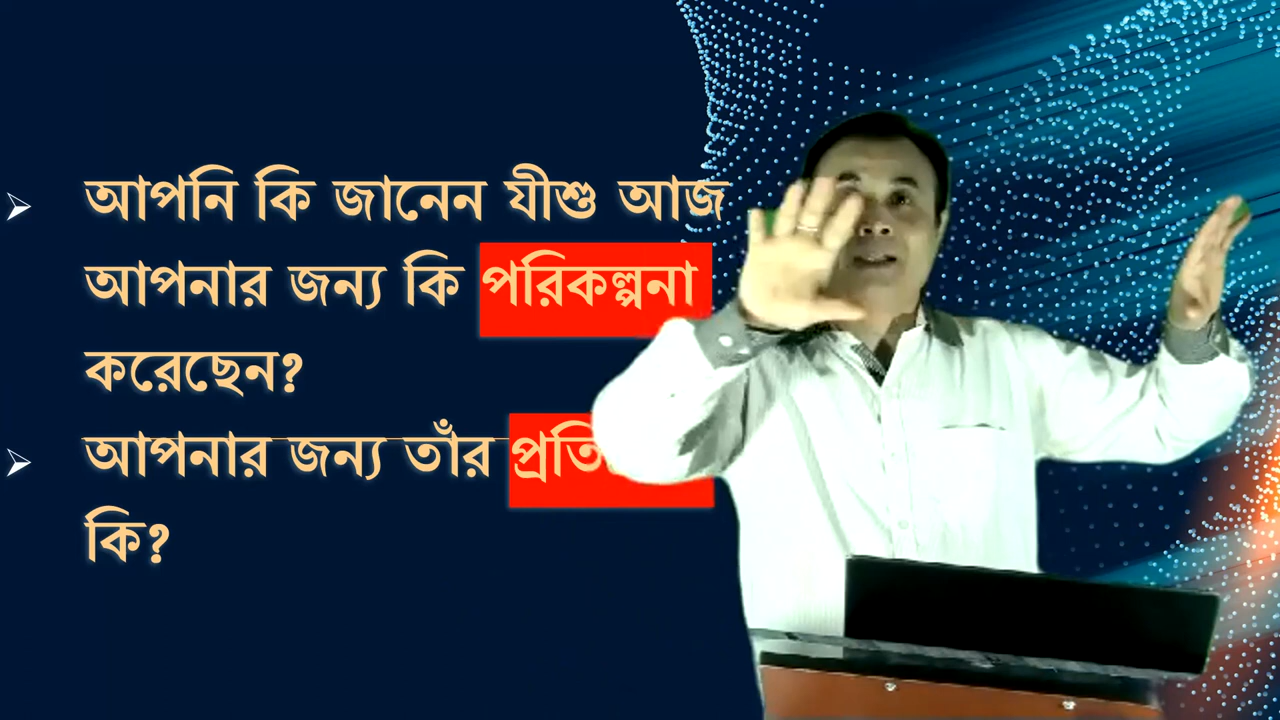 আপনি কি জানেন যীশু আজ
আপনার জন্য কি পরিকল্পনা
করেছেন?
আপনার জন্য তাঁর
কি?